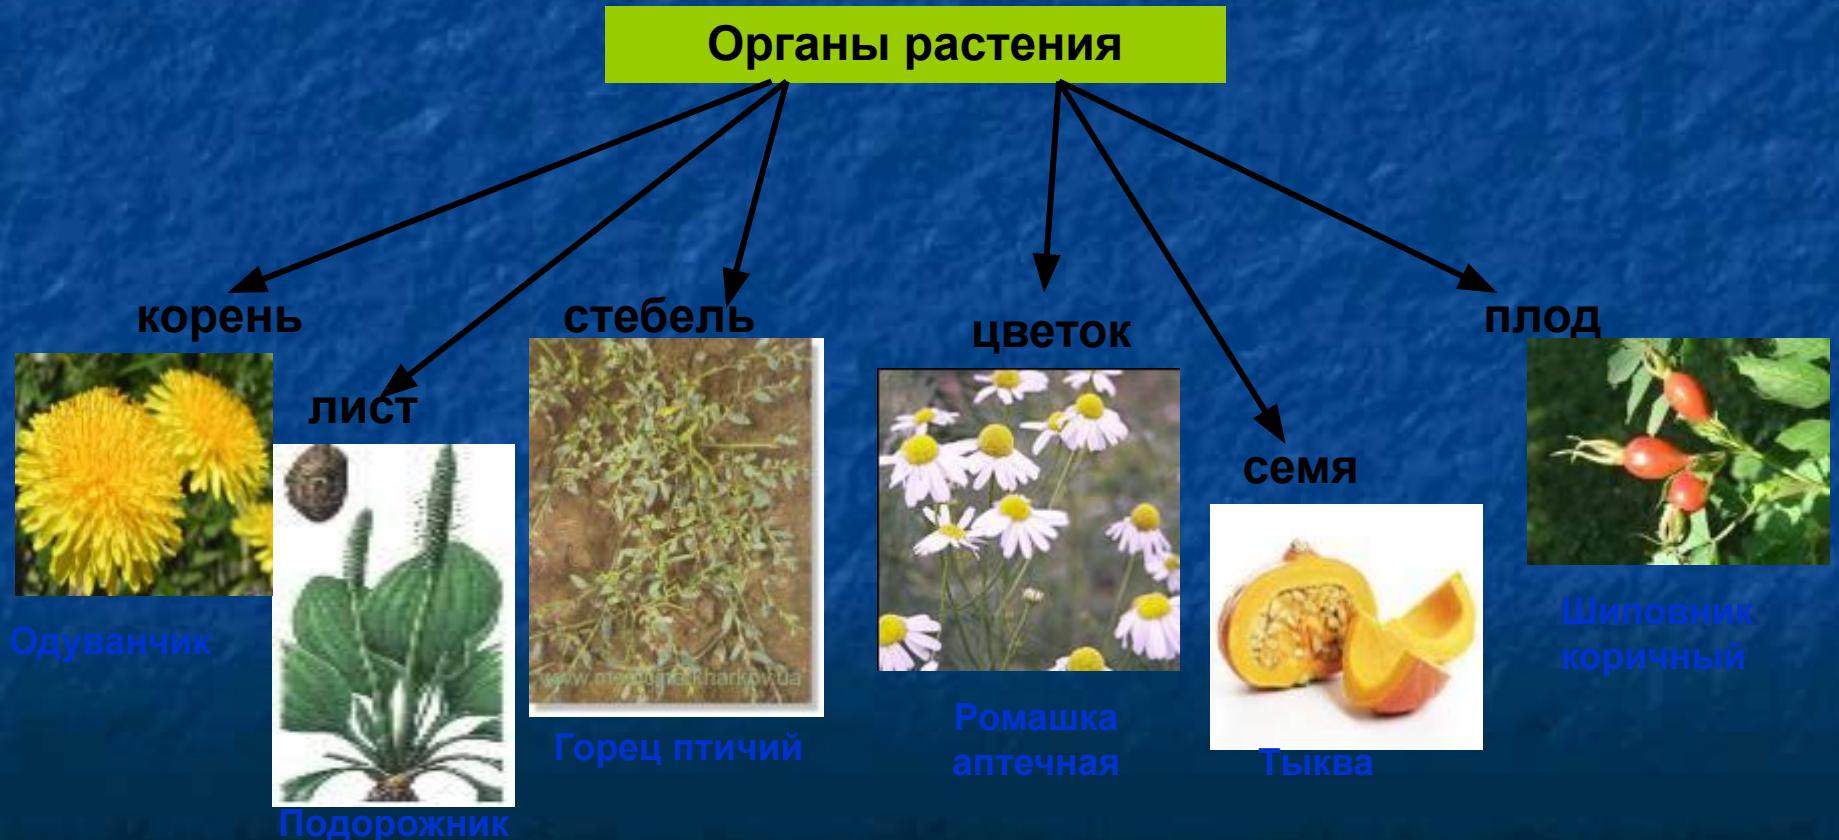 Органы растения
корень
лист
стебель
цветок
семя
плод
Одуванчик
Подорожник
Горец птичий
Ромашка
аптечная
Тыква
Шиповник
коричный